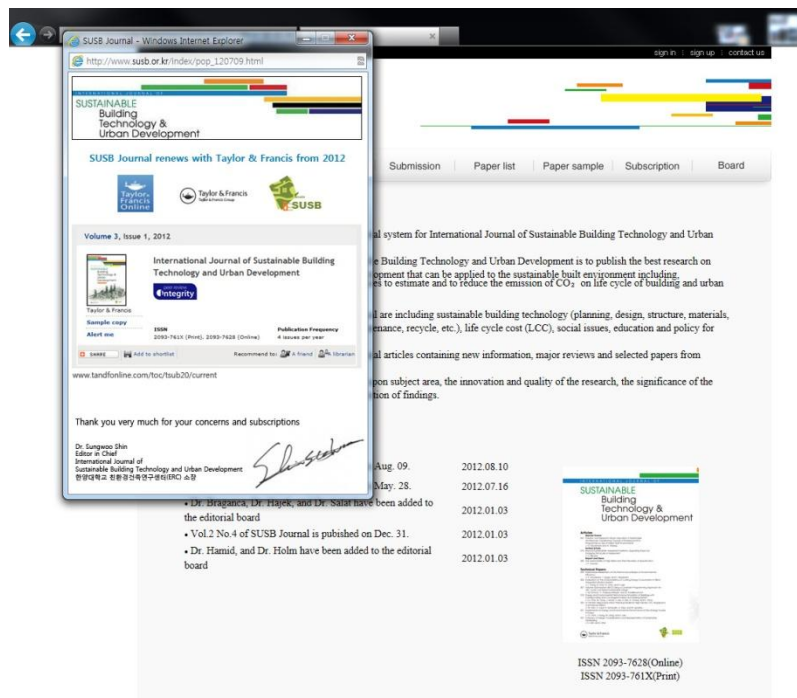 SUSB Journal - Windows Internet Explorer
http://www.susb.or.kr/index/pop_120709.html
INTERNATIONAL JOURNAL OF
SUSTAINABLE
Building
Technology &
Urban Development
SUSB Journal renews with Taylor & Francis from 2012
Taylor & Francis Online
Taylor & Francis
Taylor & Francis Group
SUSB
Volume 3, Issue 1, 2012
International Journal of Sustainable Building
Technology and Urban Development
peer review
integrity
Taylor & Francis
Sample copy
Alert me
ISSN
2093-761X (Print), 2093-7628 (Online)
Publication Frequency
4 issues per year
SHARE
Add to shortlist
Recommend to: A friend A librarian
www.tandfonline.com/toc/tsub20/current
Thank you very much for your concerns and subscriptions
Dr. Sungwoo Shin
Editor in Chief
International Journal of
Sustainable Building Technology and Urban Development
한양대학교 친환경건축연구센터(ERC) 소장
sign in | sign up | contact us
Submission Paper list Paper sample Subscription Board
al system for International Journal of Sustainable Building Technology and Urban
e Building Technology and Urban Development is to publish the best research on
opment that can be applied to the sustainable built environment including,
es to estimate and to reduce the emission of CO₂ on life cycle of building and urban
l are including sustainable building technology (planning, design, structure, materials,
enance, recycle, etc.), life cycle cost (LCC), social issues, education and policy for
al articles containing new information, major reviews and selected papers from
pon subject area, the innovation and quality of the research, the significance of the
tion of findings.
Aug. 09. 2012.08.10
May. 28. 2012.07.16
• Dr. Braganca, Dr. Hajek, and Dr. Salat have been added to
the editorial board 2012.01.03
• Vol.2 No.4 of SUSB Journal is pubished on Dec. 31. 2012.01.03
• Dr. Hamid, and Dr. Holm have been added to the editorial
board 2012.01.03
INTERNATIONAL JOURNAL OF
SUSTAINABLE
Building
Technology &
Urban Development
ISSN 2093-7628(Online)
ISSN 2093-761X(Print)